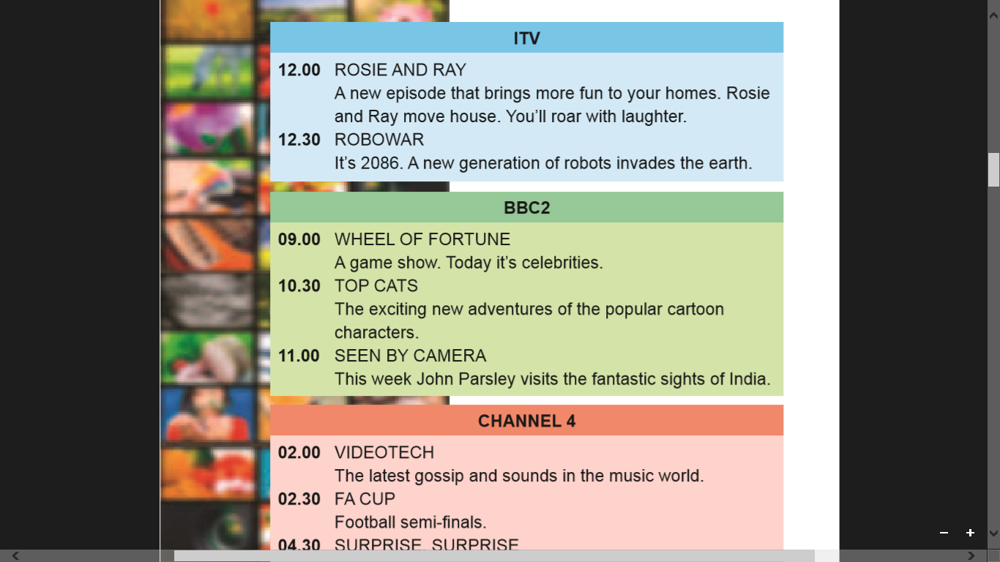 ITV
12.00 ROSIE AND RAY
A new episode that brings more fun to your homes. Rosie
and Ray move house. You'll roar with laughter.
12.30 ROBOWAR
It's 2086. A new generation of robots invades the earth.
BBC2
09.00 WHEEL OF FORTUNE
A game show. Today it's celebrities.
10.30 TOP CATS
The exciting new adventures of the popular cartoon
characters.
11.00 SEEN BY CAMERA
This week John Parsley visits the fantastic sights of India.
CHANNEL 4
02.00 VIDEOTECH
The latest gossip and sounds in the music world.
02.30 FA CUP
Football semi-finals.
04.30 SURPRISE, SURPRISE